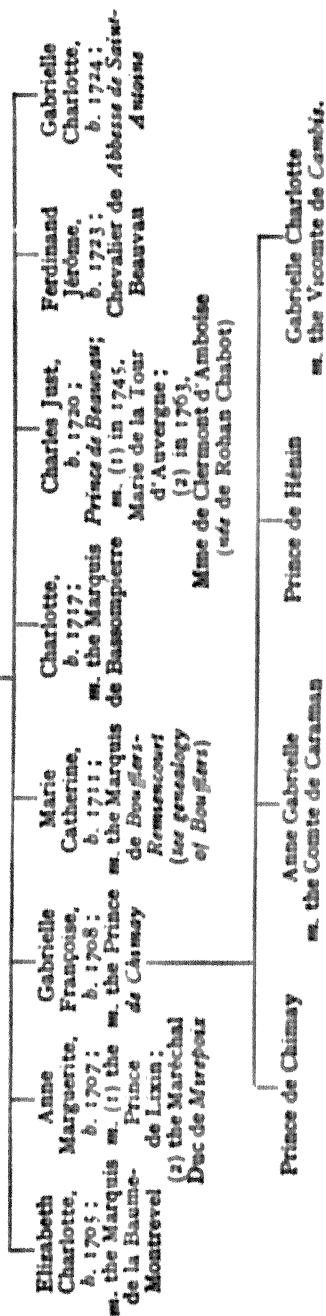 Elizabeth
Charlotte,
b. 1705;
m. the Marquis
de la Baume-
Montrevel
Anne
Marguerite,
b. 1707;
m. (1) the
Prince
de Lixin;
(2) the Maréchal
Duc de Mirepoix
Gabrielle
Françoise,
b. 1708;
m. the Prince
de Chimay
Marie
Catherine,
b. 1711;
m. the Marquis
de Boufflers-
Remiencourt
(see genealogy
of Boufflers)
Charlotte,
b. 1717;
m. the Marquis
de Bassompierre
Charles Just,
b. 1720;
Prince de Beauvau;
m. (1) in 1745,
Marie de la Tour
d'Auvergne;
(2) in 1763,
Mme de Clermont d'Amboise
(née de Rohan Chabot)
Ferdinand
Jérôme,
b. 1723;
Chevalier de
Beauvau
Gabrielle
Charlotte,
b. 1724;
Abbesse de Saint-
Antoine
Prince de Chimay
Anne Gabrielle
m. the Comte de Caraman
Prince de Hénin
Gabrielle Charlotte
m. the Vicomte de Cambis.